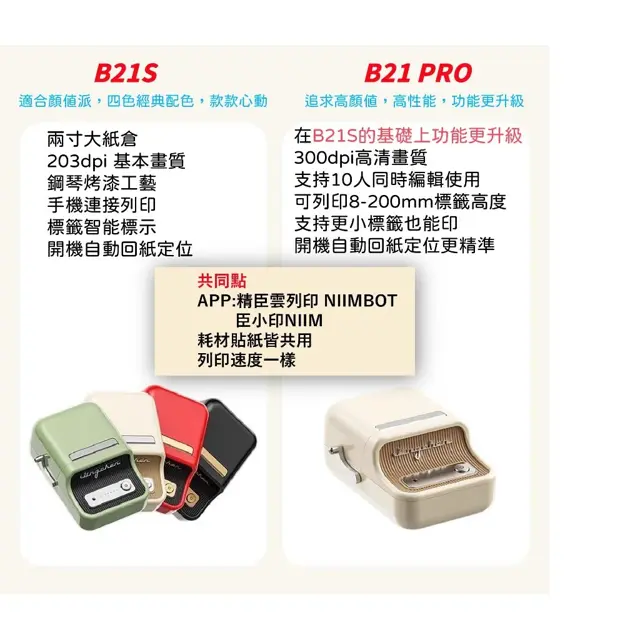 B21S
適合顏值派，四色經典配色，款款心動
兩寸大紙倉
203dpi 基本畫質
鋼琴烤漆工藝
手機連接列印
標籤智能標示
開機自動回紙定位
B21 PRO
追求高顏值，高性能，功能更升級
在B21S的基礎上功能更升級
300dpi高清畫質
支持10人同時編輯使用
可列印8-200mm標籤高度
支持更小標籤也能印
開機自動回紙定位更精準
共同點
APP:精臣雲列印 NIIMBOT
臣小印NIIM
耗材貼紙皆共用
列印速度一樣
Jingchen
Jingchen